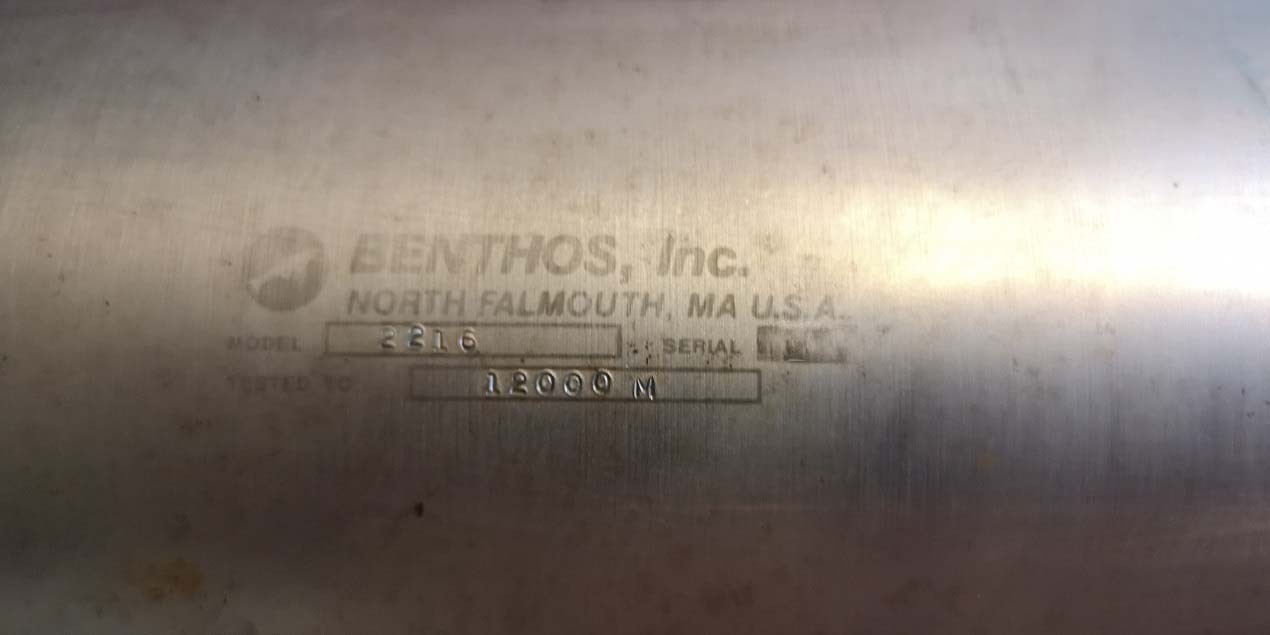 BENTHOS, Inc.
NORTH FALMOUTH, MA U.S.A.
MODEL 2216 SERIAL
TESTED TO 12000 M